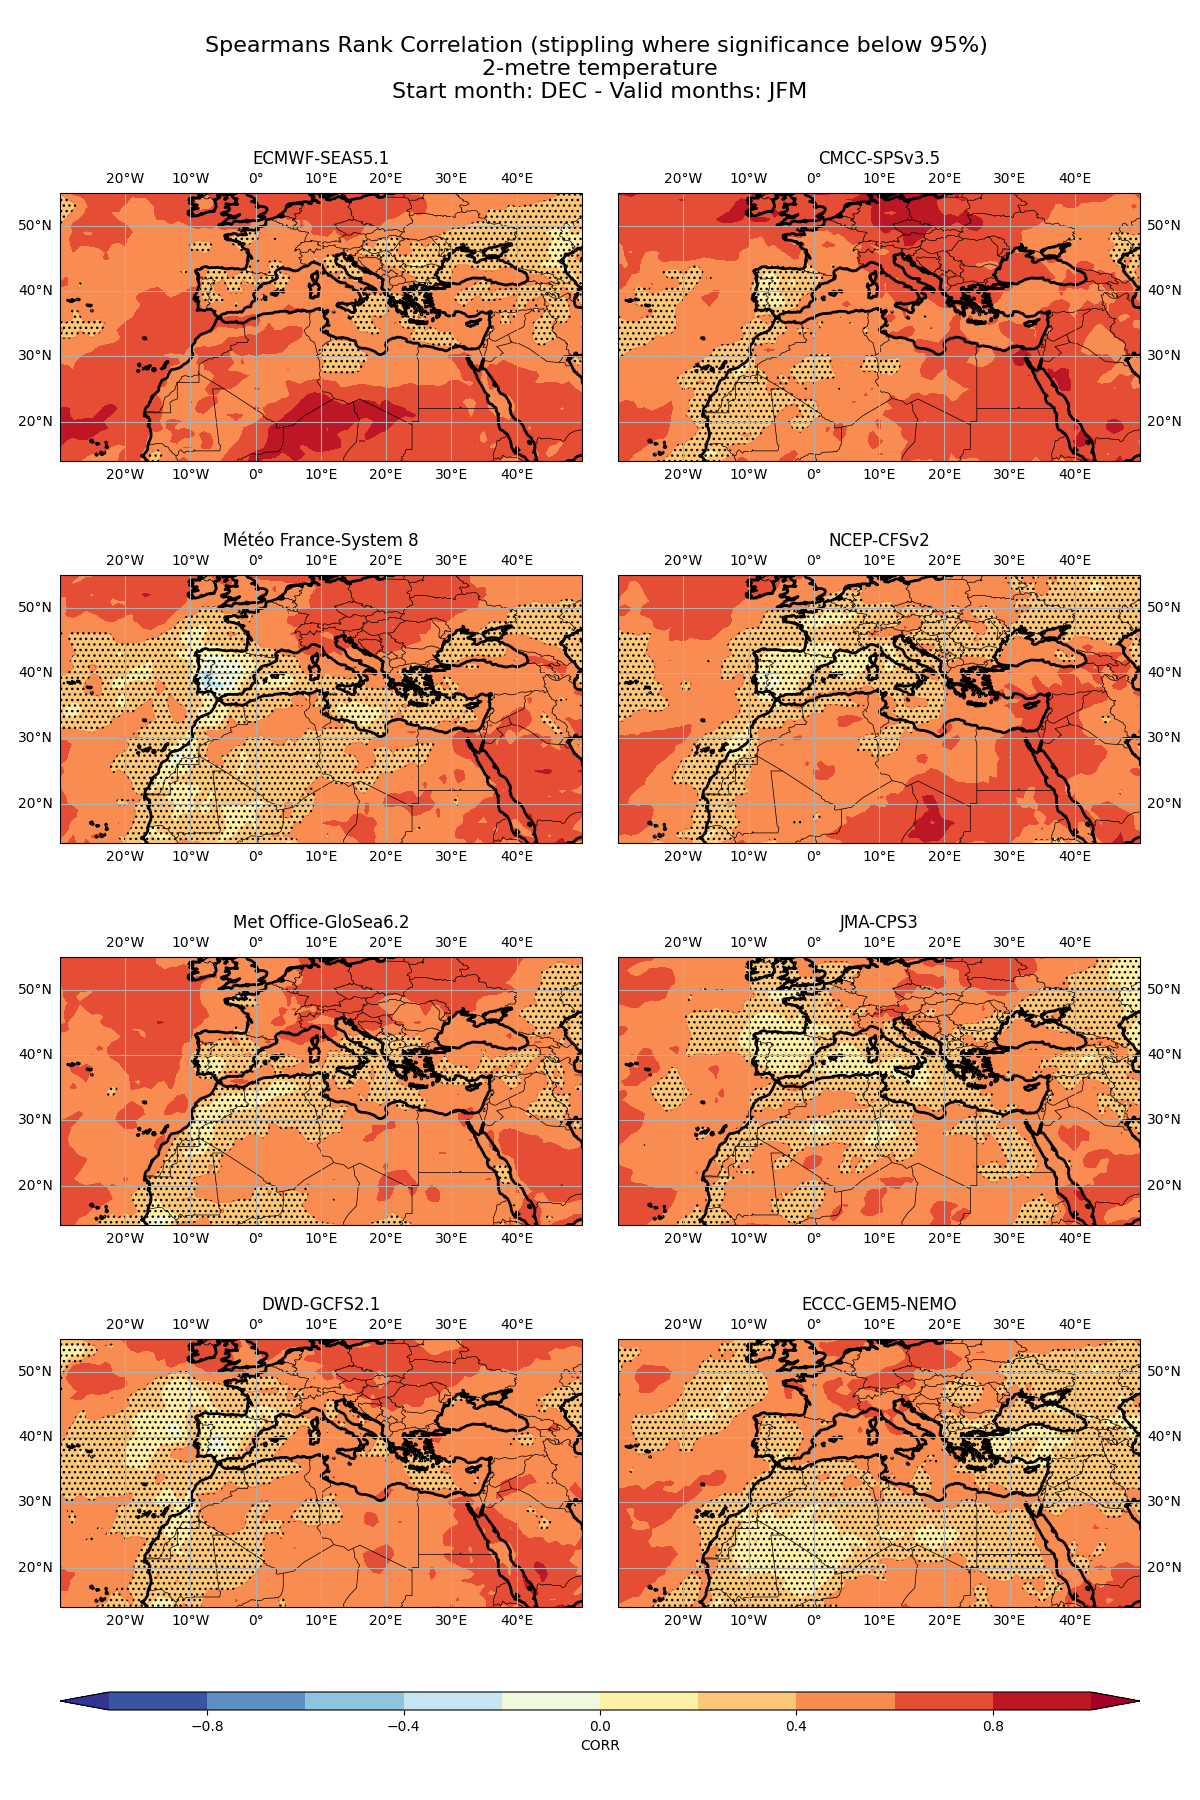 Spearmans Rank Correlation (stippling where significance below 95%)
2-metre temperature
Start month: DEC - Valid months: JFM
ECMWF-SEAS5.1
20°W 10°W 0° 10°E 20°E 30°E 40°E
50°N
40°N
30°N
20°N
20°W 10°W 0° 10°E 20°E 30°E 40°E
CMCC-SPSv3.5
20°W 10°W 0° 10°E 20°E 30°E 40°E
50°N
40°N
30°N
20°N
20°W 10°W 0° 10°E 20°E 30°E 40°E
Météo France-System 8
20°W 10°W 0° 10°E 20°E 30°E 40°E
50°N
40°N
30°N
20°N
20°W 10°W 0° 10°E 20°E 30°E 40°E
NCEP-CFSv2
20°W 10°W 0° 10°E 20°E 30°E 40°E
50°N
40°N
30°N
20°N
20°W 10°W 0° 10°E 20°E 30°E 40°E
Met Office-GloSea6.2
20°W 10°W 0° 10°E 20°E 30°E 40°E
50°N
40°N
30°N
20°N
20°W 10°W 0° 10°E 20°E 30°E 40°E
JMA-CPS3
20°W 10°W 0° 10°E 20°E 30°E 40°E
50°N
40°N
30°N
20°N
20°W 10°W 0° 10°E 20°E 30°E 40°E
DWD-GCFS2.1
20°W 10°W 0° 10°E 20°E 30°E 40°E
50°N
40°N
30°N
20°N
20°W 10°W 0° 10°E 20°E 30°E 40°E
ECCC-GEM5-NEMO
20°W 10°W 0° 10°E 20°E 30°E 40°E
50°N
40°N
30°N
20°N
20°W 10°W 0° 10°E 20°E 30°E 40°E
−0.8 −0.4 0.0 0.4 0.8
CORR